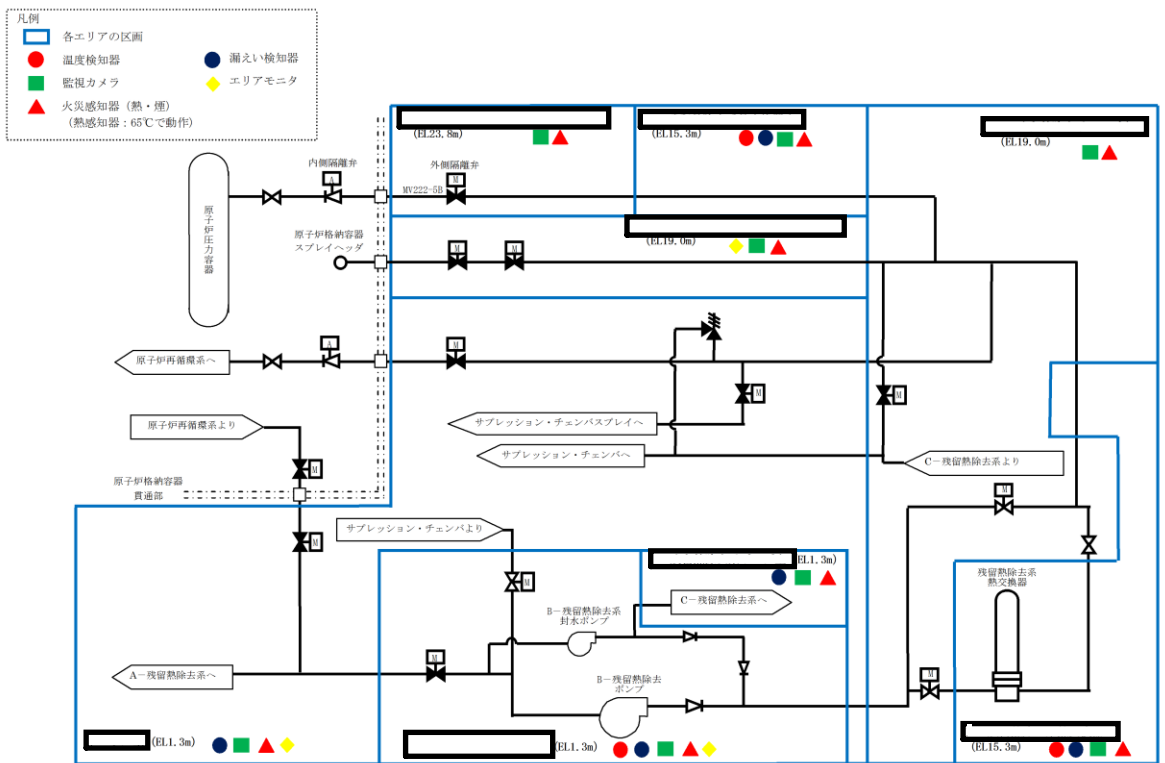 凡例
各エリアの区画
温度検知器
漏えい検知器
監視カメラ
エリアモニタ
火災感知器（熱・煙）
（熱感知器：65℃で動作）
(EL23.8m)
(EL15.3m)
(EL19.0m)
内側隔離弁
外側隔離弁
A
M
MV222-5B
原子炉圧力容器
(EL19.0m)
原子炉格納容器
スプレイヘッダ
M
M
A
M
原子炉再循環系へ
M
M
サプレッション・チェンバスプレイへ
原子炉再循環系より
サプレッション・チェンバへ
C－残留熱除去系より
M
原子炉格納容器
貫通部
M
サプレッション・チェンバより
M
(EL1.3m)
M
残留熱除去系
熱交換器
C－残留熱除去系へ
B－残留熱除去系
封水ポンプ
M
A－残留熱除去系へ
B－残留熱除去
ポンプ
M
(EL1.3m)
(EL1.3m)
(EL15.3m)